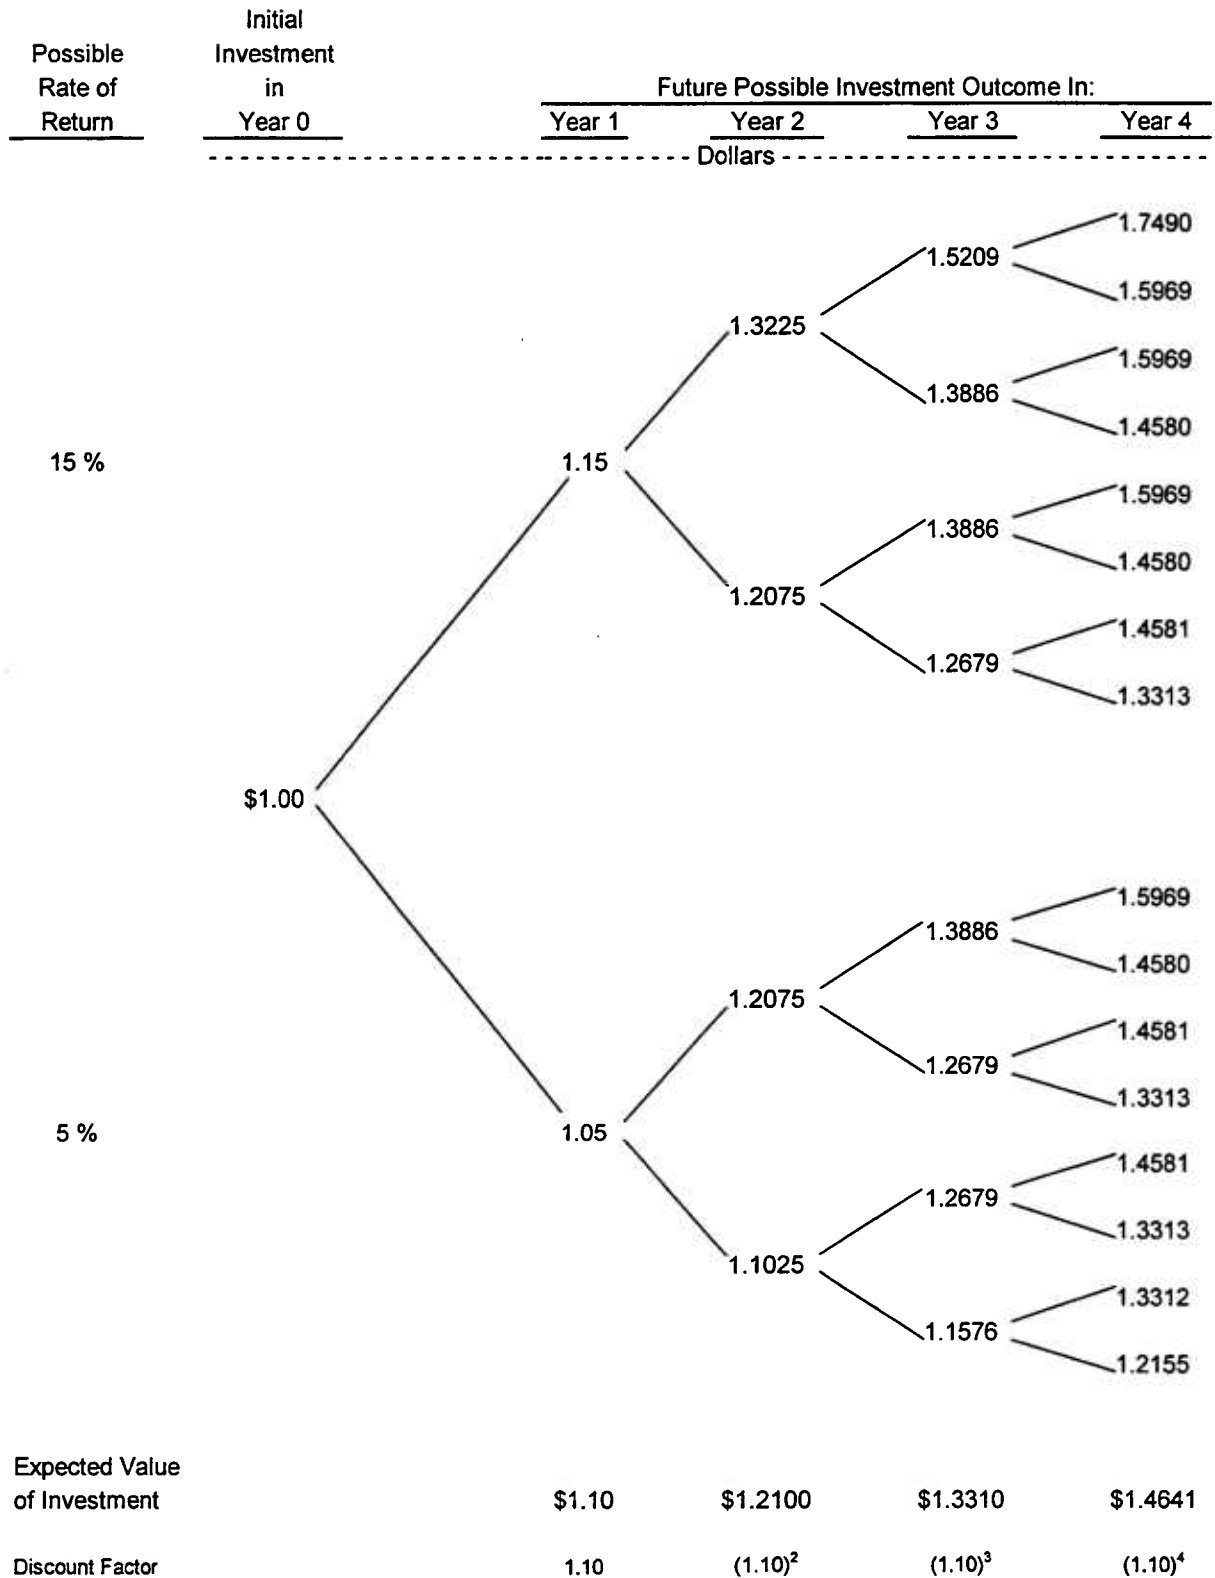 Initial
Possible Investment
Rate of in Future Possible Investment Outcome In:
Return Year 0 Year 1 Year 2 Year 3 Year 4
Dollars
1.7490
1.5209
1.5969
1.3225
1.5969
1.3886
1.4580
15 % 1.15
1.5969
1.3886
1.4580
1.2075
1.4581
1.2679
1.3313
$1.00
1.5969
1.3886
1.4580
1.2075
1.4581
1.2679
1.3313
5 % 1.05
1.4581
1.2679
1.3313
1.1025
1.3312
1.1576
1.2155
Expected Value
of Investment $1.10 $1.2100 $1.3310 $1.4641
Discount Factor 1.10 (1.10)² (1.10)³ (1.10)⁴